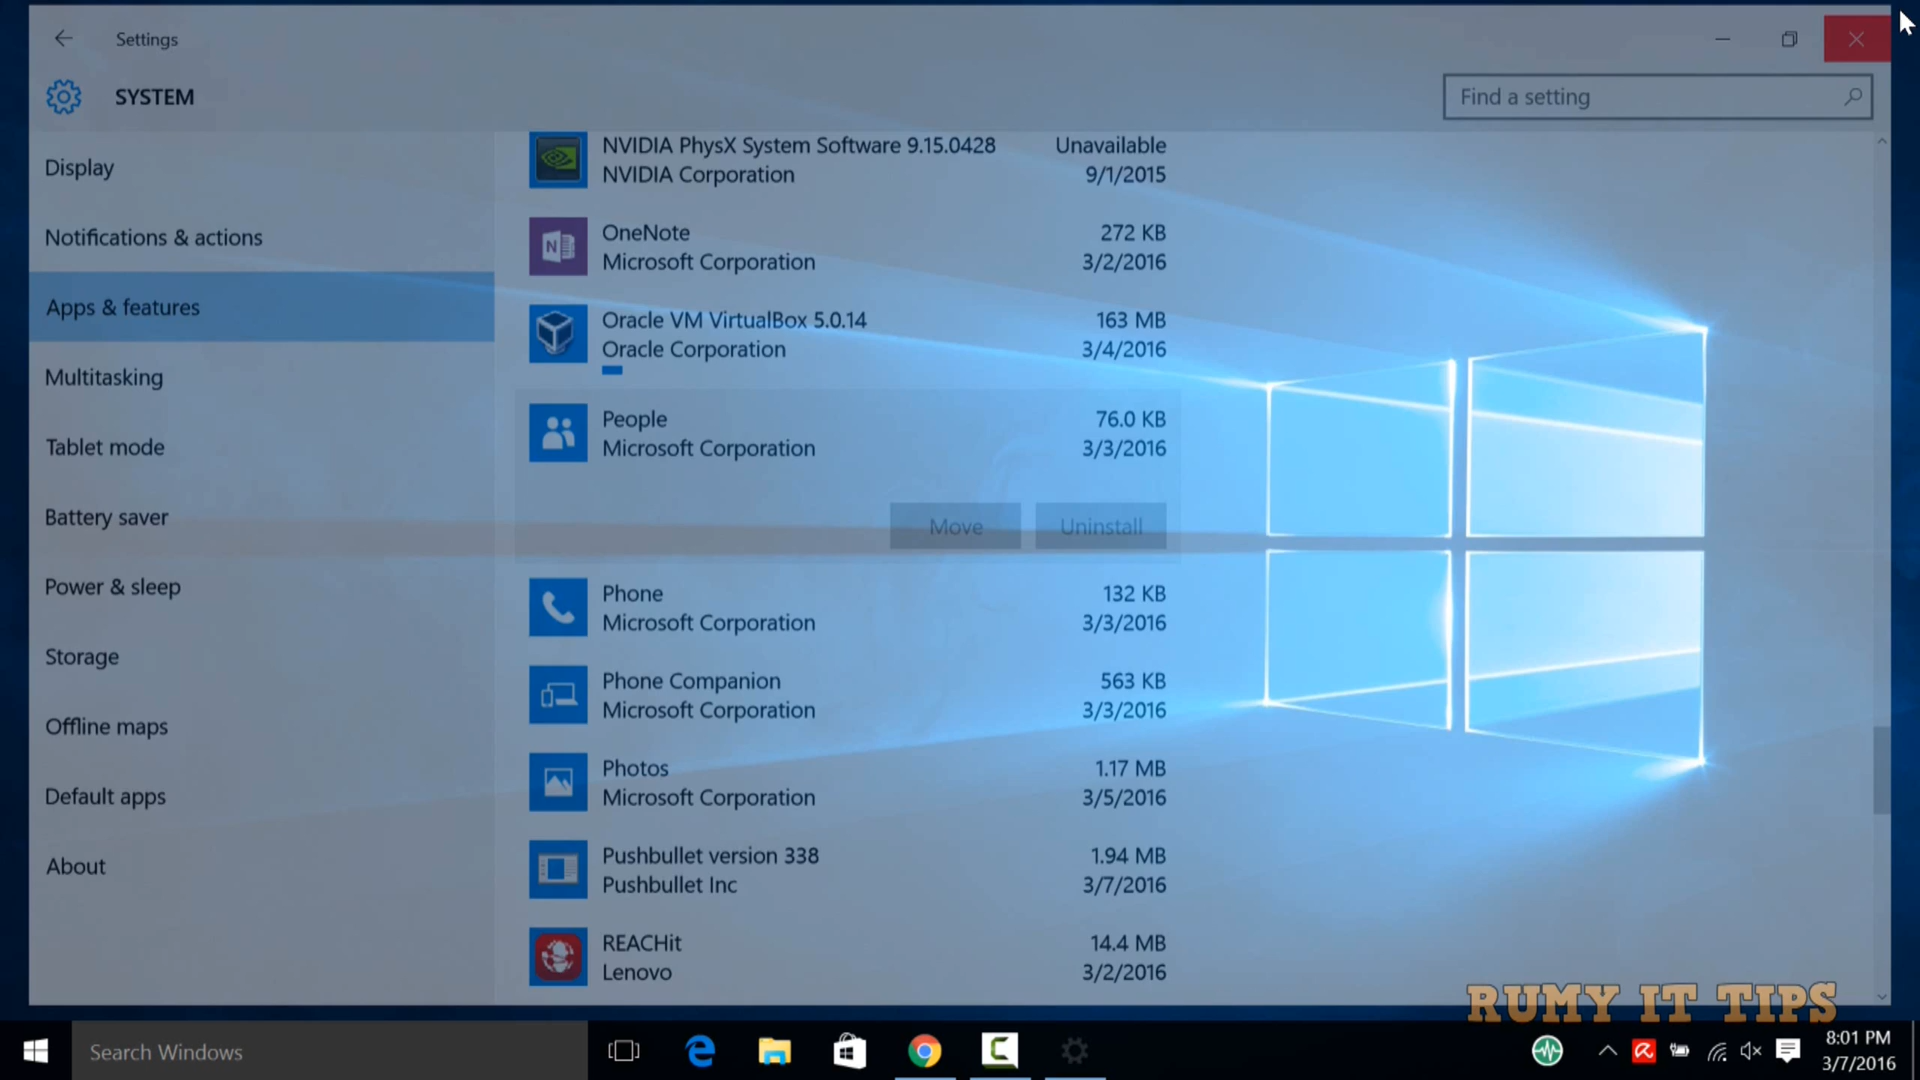 Settings
SYSTEM
Find a setting
Display
Notifications & actions
Apps & features
Multitasking
Tablet mode
Battery saver
Power & sleep
Storage
Offline maps
Default apps
About
NVIDIA PhysX System Software 9.15.0428 Unavailable
NVIDIA Corporation 9/1/2015
OneNote 272 KB
Microsoft Corporation 3/2/2016
Oracle VM VirtualBox 5.0.14 163 MB
Oracle Corporation 3/4/2016
People 76.0 KB
Microsoft Corporation 3/3/2016
Move Uninstall
Phone 132 KB
Microsoft Corporation 3/3/2016
Phone Companion 563 KB
Microsoft Corporation 3/3/2016
Photos 1.17 MB
Microsoft Corporation 3/5/2016
Pushbullet version 338 1.94 MB
Pushbullet Inc 3/7/2016
REACHit 14.4 MB
Lenovo 3/2/2016
RUMY IT TIPS
Search Windows
8:01 PM
3/7/2016